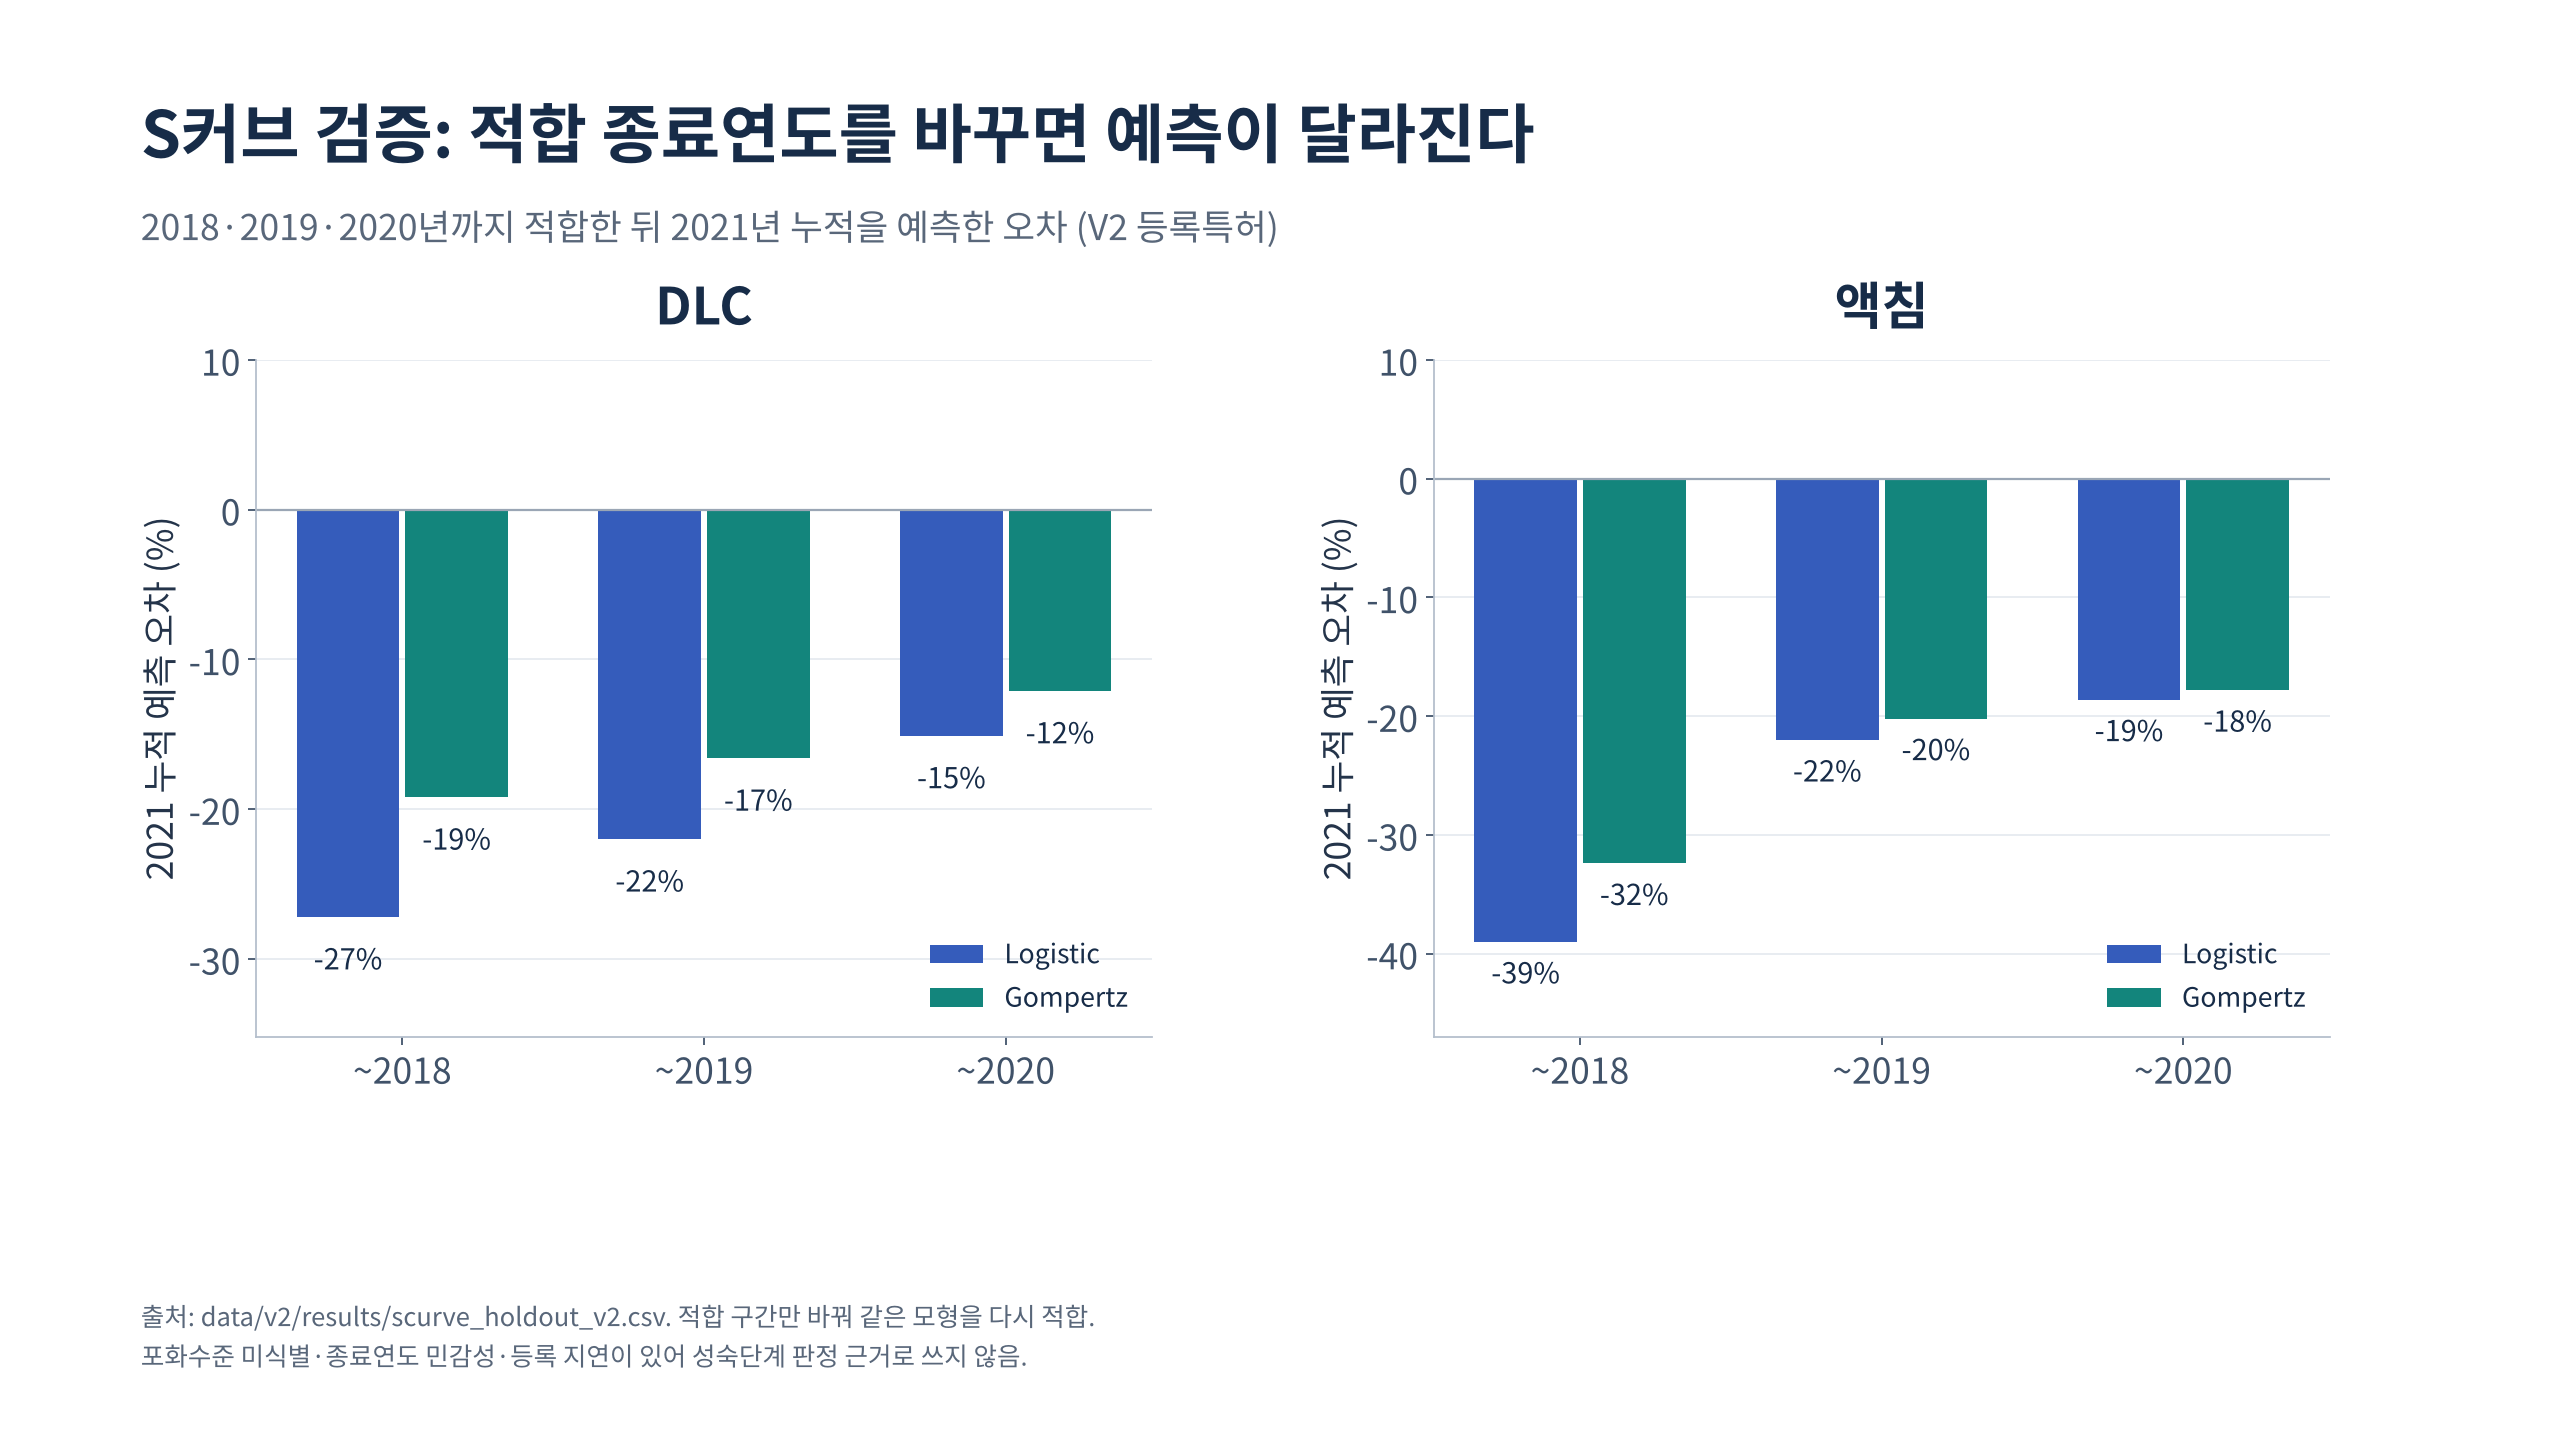 S커브 검증: 적합 종료연도를 바꾸면 예측이 달라진다
2018·2019·2020년까지 적합한 뒤 2021년 누적을 예측한 오차 (V2 등록특허)
DLC
2021 누적 예측 오차 (%)
10
0
-10
-20
-30
-27%
-19%
-22%
-17%
-15%
-12%
Logistic
Gompertz
~2018
~2019
~2020
액침
2021 누적 예측 오차 (%)
10
0
-10
-20
-30
-40
-39%
-32%
-22%
-20%
-19%
-18%
Logistic
Gompertz
~2018
~2019
~2020
출처: data/v2/results/scurve_holdout_v2.csv. 적합 구간만 바꿔 같은 모형을 다시 적합.
포화수준 미식별·종료연도 민감성·등록 지연이 있어 성숙단계 판정 근거로 쓰지 않음.